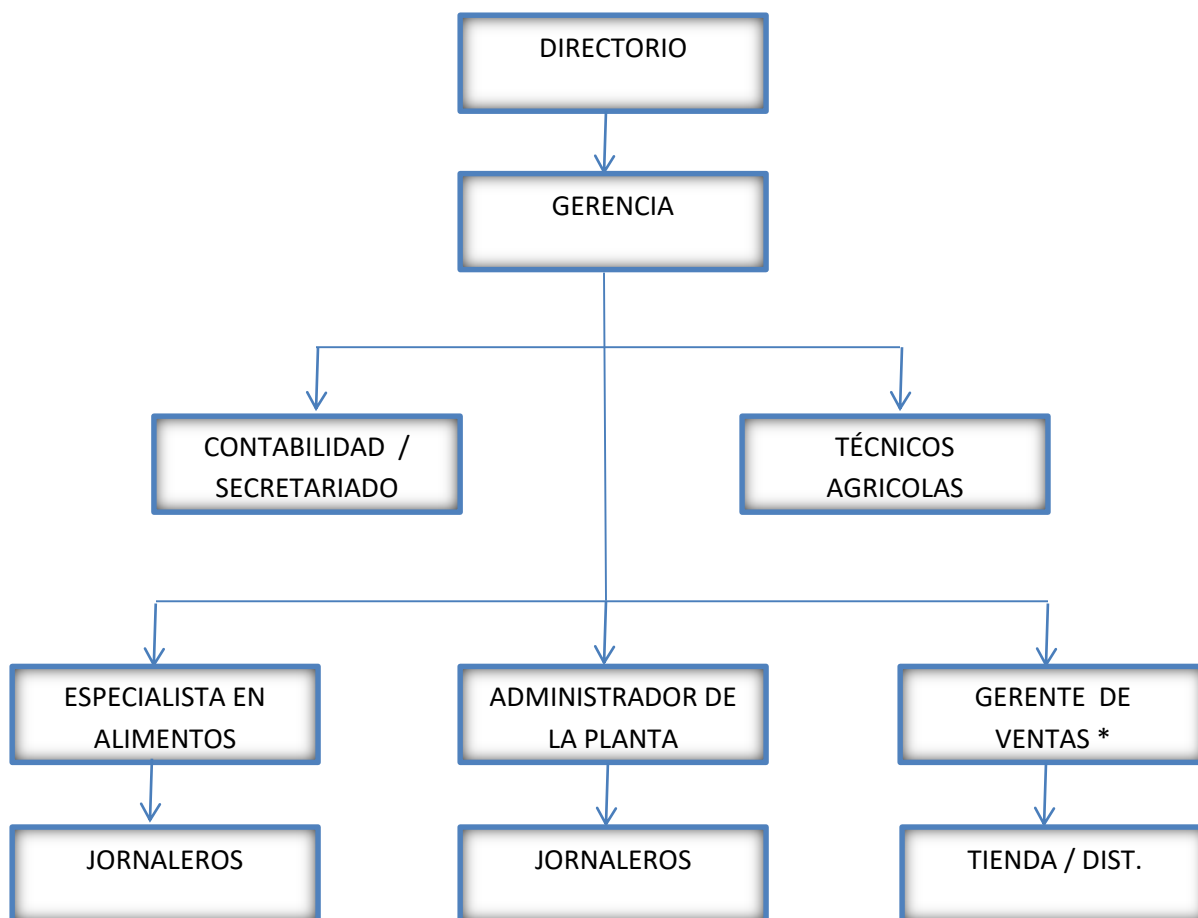 DIRECTORIO
GERENCIA
CONTABILIDAD /
SECRETARIADO
TÉCNICOS
AGRICOLAS
ESPECIALISTA EN
ALIMENTOS
ADMINISTRADOR DE
LA PLANTA
GERENTE DE
VENTAS *
JORNALEROS
JORNALEROS
TIENDA / DIST.